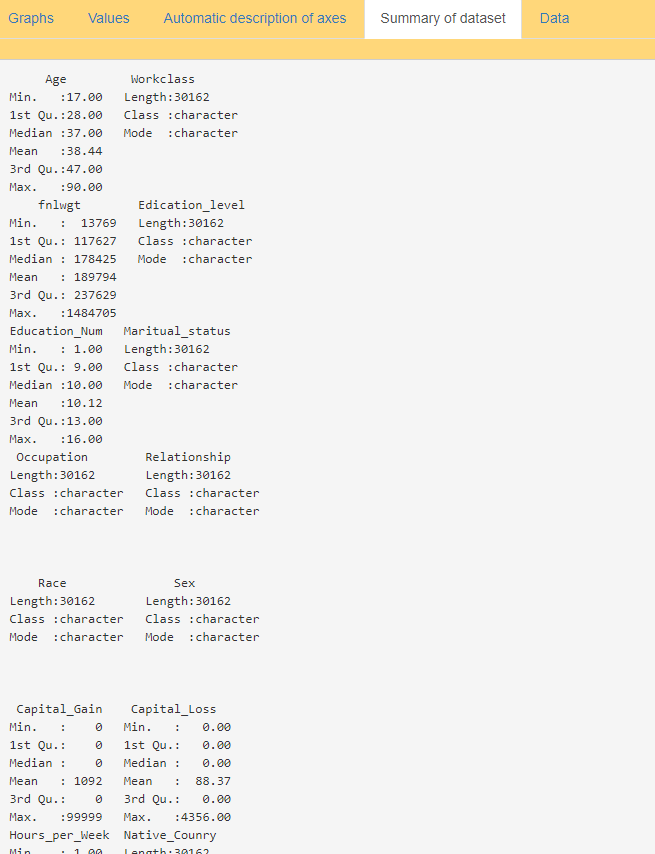 Graphs Values Automatic description of axes Summary of dataset Data
Age Workclass
Min. :17.00 Length:30162
1st Qu.:28.00 Class :character
Median :37.00 Mode :character
Mean :38.44
3rd Qu.:47.00
Max. :90.00
fnlwgt Edication_level
Min. : 13769 Length:30162
1st Qu.: 117627 Class :character
Median : 178425 Mode :character
Mean : 189794
3rd Qu.: 237629
Max. :1484705
Education_Num Maritual_status
Min. : 1.00 Length:30162
1st Qu.: 9.00 Class :character
Median :10.00 Mode :character
Mean :10.12
3rd Qu.:13.00
Max. :16.00
Occupation Relationship
Length:30162 Length:30162
Class :character Class :character
Mode :character Mode :character
Race Sex
Length:30162 Length:30162
Class :character Class :character
Mode :character Mode :character
Capital_Gain Capital_Loss
Min. : 0 Min. : 0.00
1st Qu.: 0 1st Qu.: 0.00
Median : 0 Median : 0.00
Mean : 1092 Mean : 88.37
3rd Qu.: 0 3rd Qu.: 0.00
Max. :99999 Max. :4356.00
Hours_per_Week Native_Counry
Min. : 1.00 Length:30162